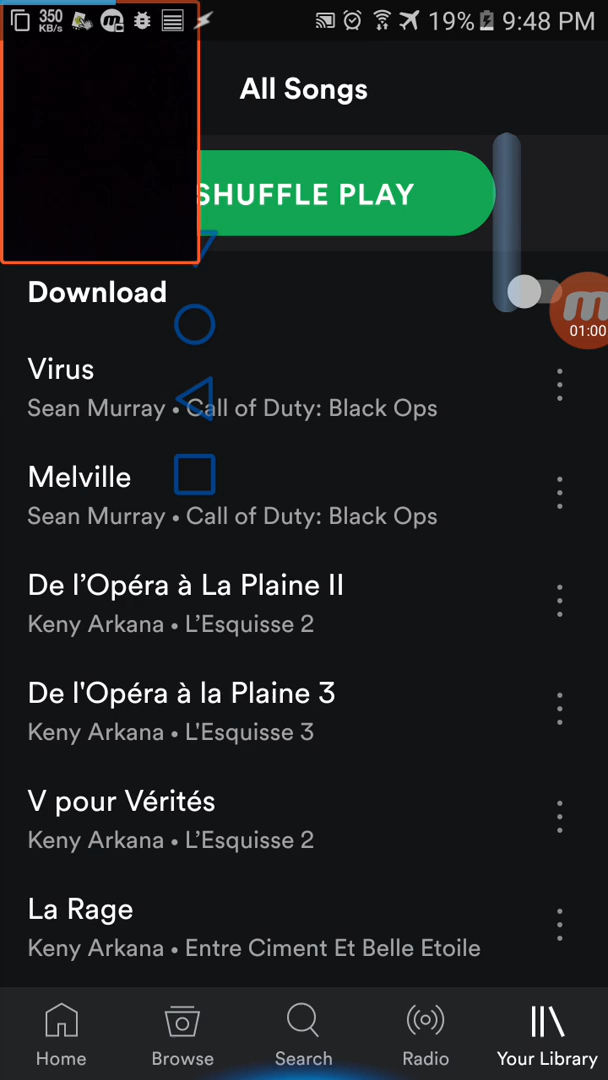 350
KB/s
19%
9:48 PM
All Songs
SHUFFLE PLAY
Download
01:00
Virus
Sean Murray • Call of Duty: Black Ops
Melville
Sean Murray • Call of Duty: Black Ops
De l’Opéra à La Plaine II
Keny Arkana • L’Esquisse 2
De l'Opéra à la Plaine 3
Keny Arkana • L'Esquisse 3
V pour Vérités
Keny Arkana • L’Esquisse 2
La Rage
Keny Arkana • Entre Ciment Et Belle Etoile
Home
Browse
Search
Radio
Your Library